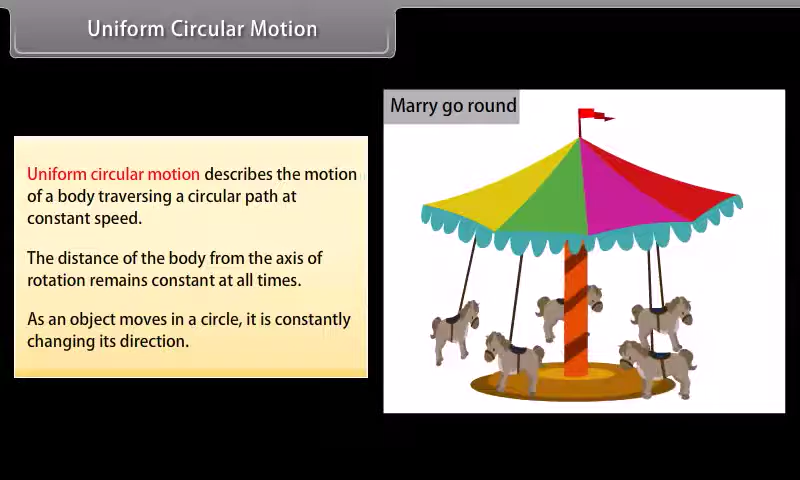 Uniform Circular Motion
Marry go round
Uniform circular motion describes the motion
of a body traversing a circular path at
constant speed.
The distance of the body from the axis of
rotation remains constant at all times.
As an object moves in a circle, it is constantly
changing its direction.